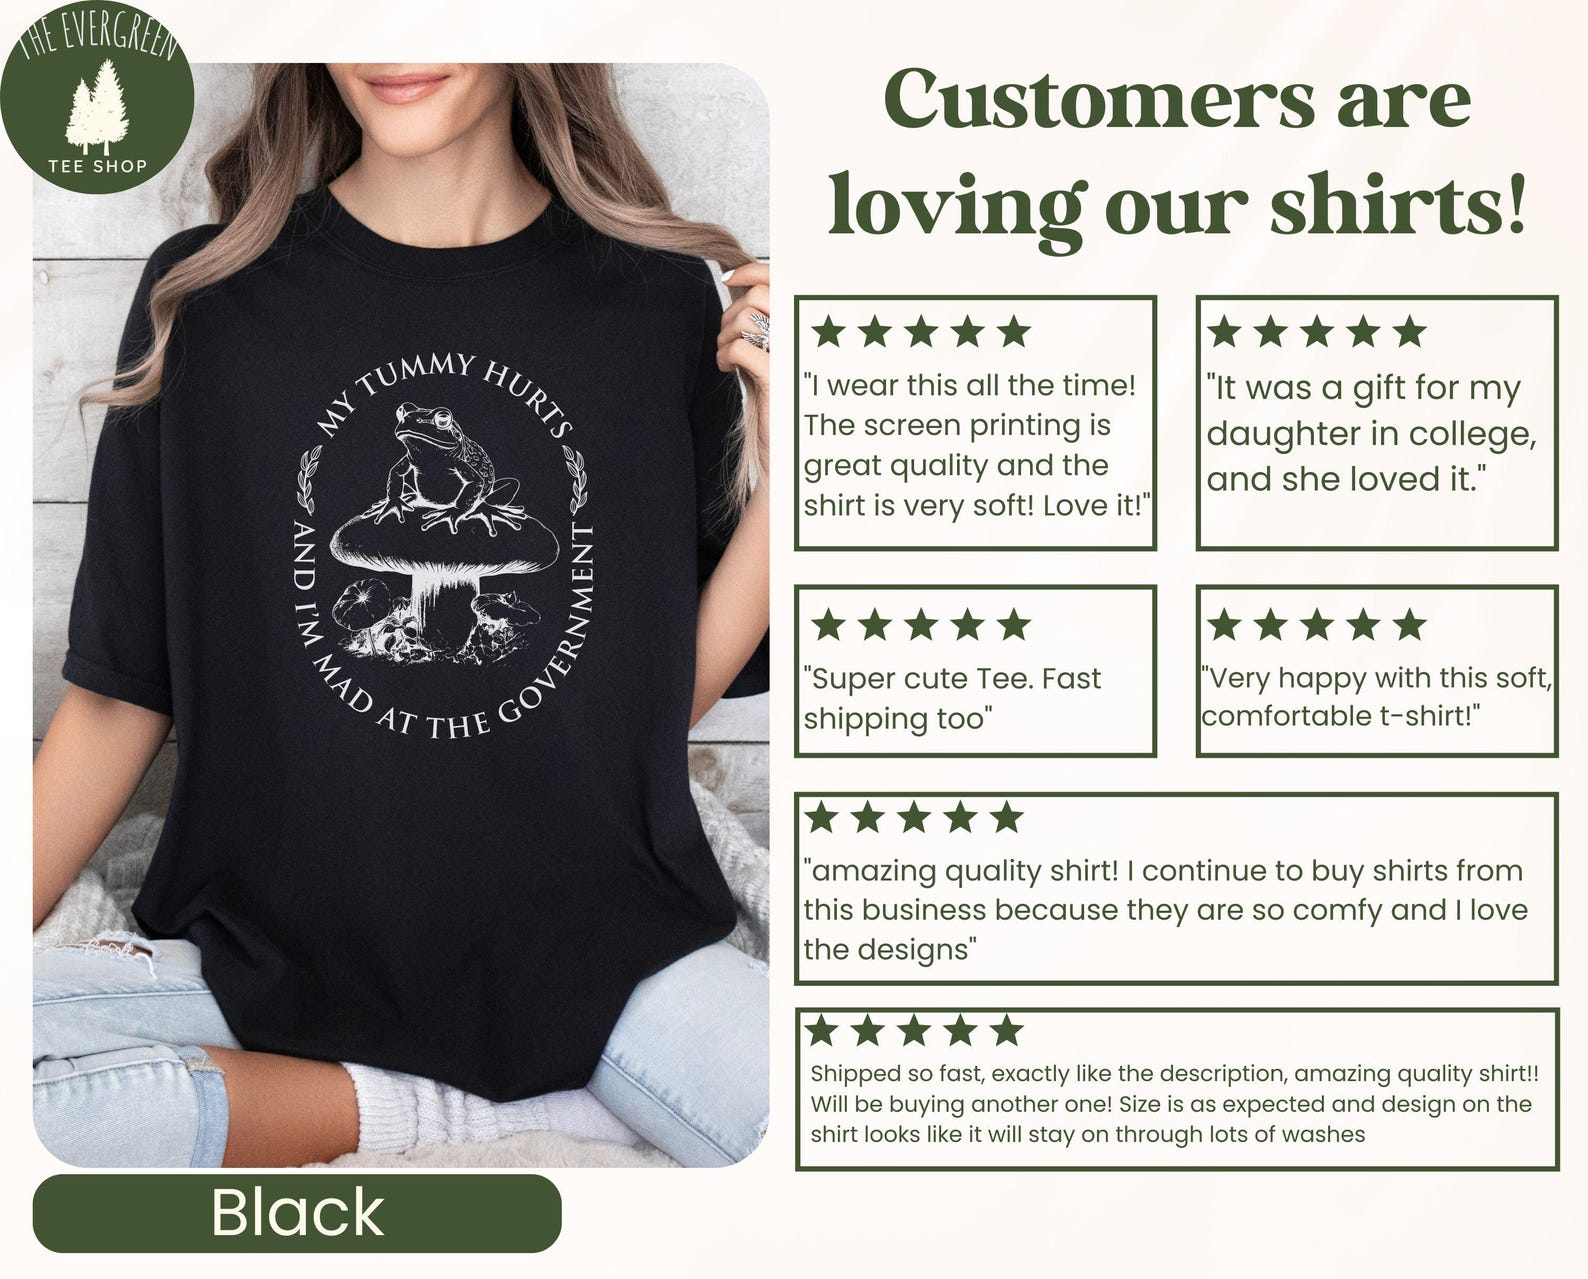 THE EVERGREEN
TEE SHOP
MY TUMMY HURTS
AND I'M MAD AT THE GOVERNMENT
Black
Customers are
loving our shirts!
"I wear this all the time!
The screen printing is
great quality and the
shirt is very soft! Love it!"
"It was a gift for my
daughter in college,
and she loved it."
"Super cute Tee. Fast
shipping too"
"Very happy with this soft,
comfortable t-shirt!"
"amazing quality shirt! I continue to buy shirts from
this business because they are so comfy and I love
the designs"
Shipped so fast, exactly like the description, amazing quality shirt!!
Will be buying another one! Size is as expected and design on the
shirt looks like it will stay on through lots of washes